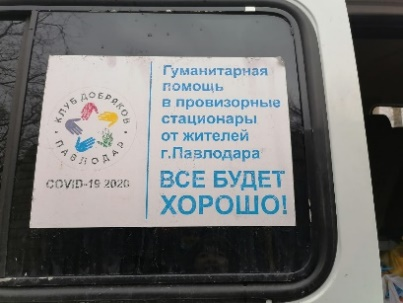 КЛУБ ДОБРЯКОВ
ПАВЛОДАР
COVID-19 2020
Гуманитарная
помощь
в провизорные
стационары
от жителей
г.Павлодара
ВСЕ БУДЕТ
ХОРОШО!